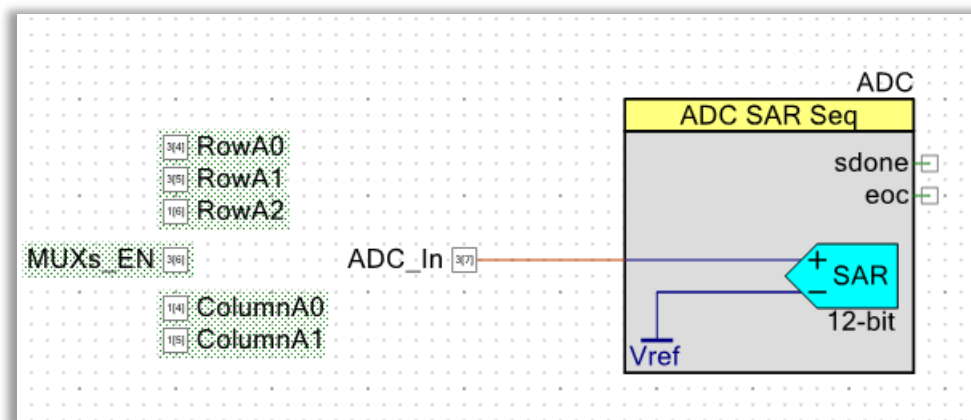 ADC
ADC SAR Seq
3[4] RowA0
sdone
3[5] RowA1
eoc
1[6] RowA2
MUXs_EN 3[6]
ADC_In 3[7]
+
SAR
−
1[4] ColumnA0
12-bit
1[5] ColumnA1
Vref